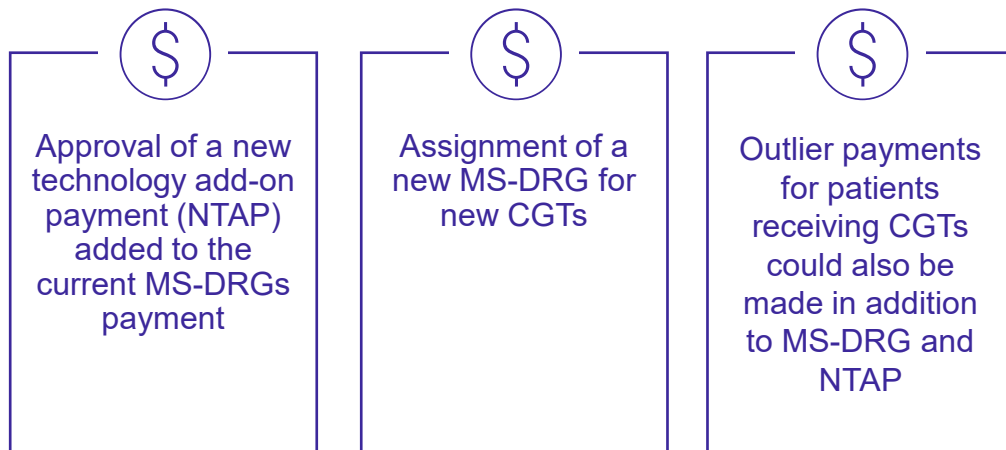 $
Approval of a new
technology add-on
payment (NTAP)
added to the
current MS-DRGs
payment
$
Assignment of a
new MS-DRG for
new CGTs
$
Outlier payments
for patients
receiving CGTs
could also be
made in addition
to MS-DRG and
NTAP